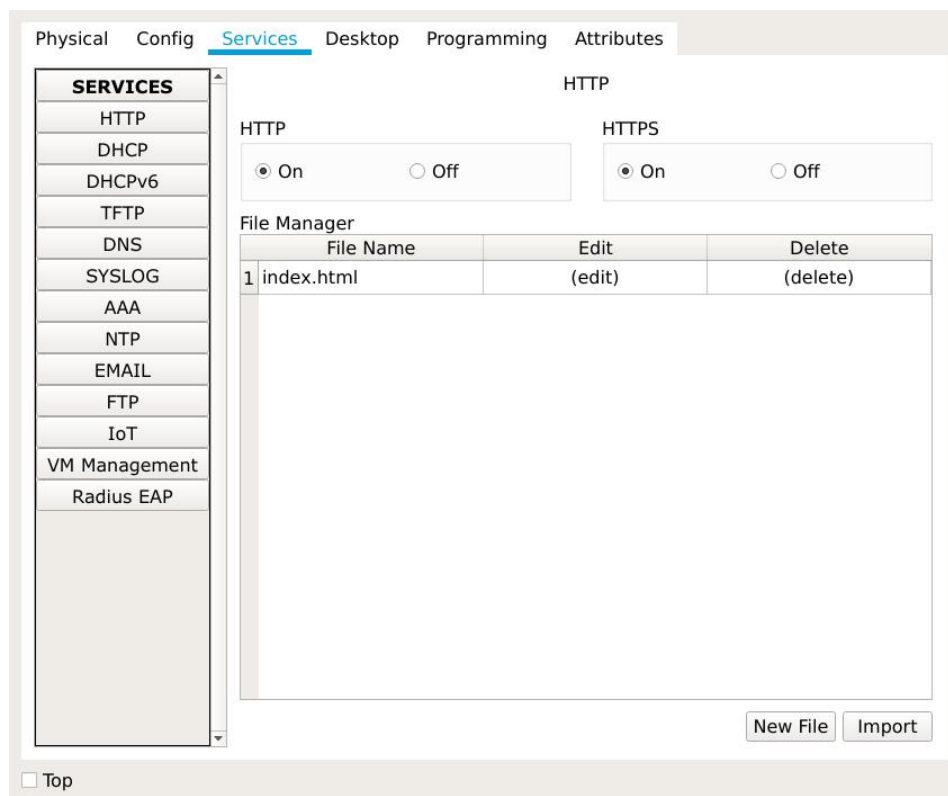 Physical Config Services Desktop Programming Attributes
SERVICES
HTTP
DHCP
DHCPv6
TFTP
DNS
SYSLOG
AAA
NTP
EMAIL
FTP
IoT
VM Management
Radius EAP
HTTP
HTTP HTTPS
On Off On Off
File Manager
File Name Edit Delete
1 index.html (edit) (delete)
New File Import
Top